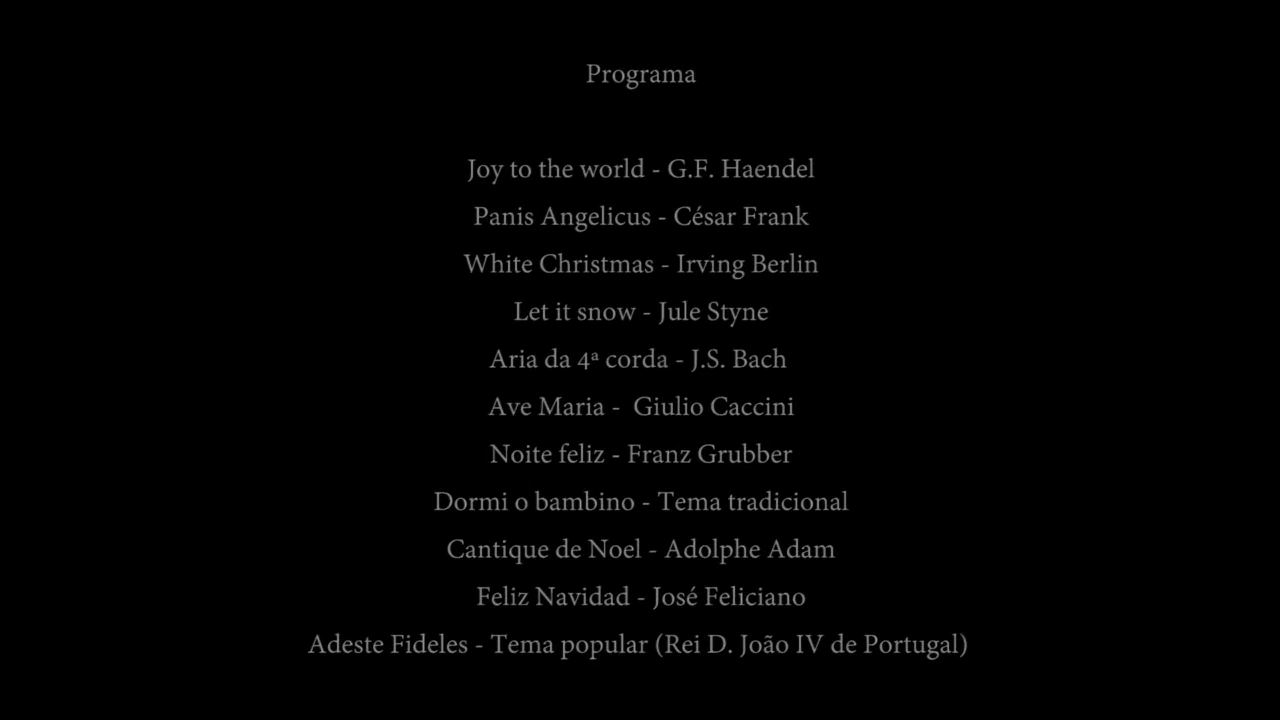 Programa
Joy to the world - G.F. Haendel
Panis Angelicus - César Frank
White Christmas - Irving Berlin
Let it snow - Jule Styne
Aria da 4ª corda - J.S. Bach
Ave Maria -  Giulio Caccini
Noite feliz - Franz Grubber
Dormi o bambino - Tema tradicional
Cantique de Noel - Adolphe Adam
Feliz Navidad - José Feliciano
Adeste Fideles - Tema popular (Rei D. João IV de Portugal)